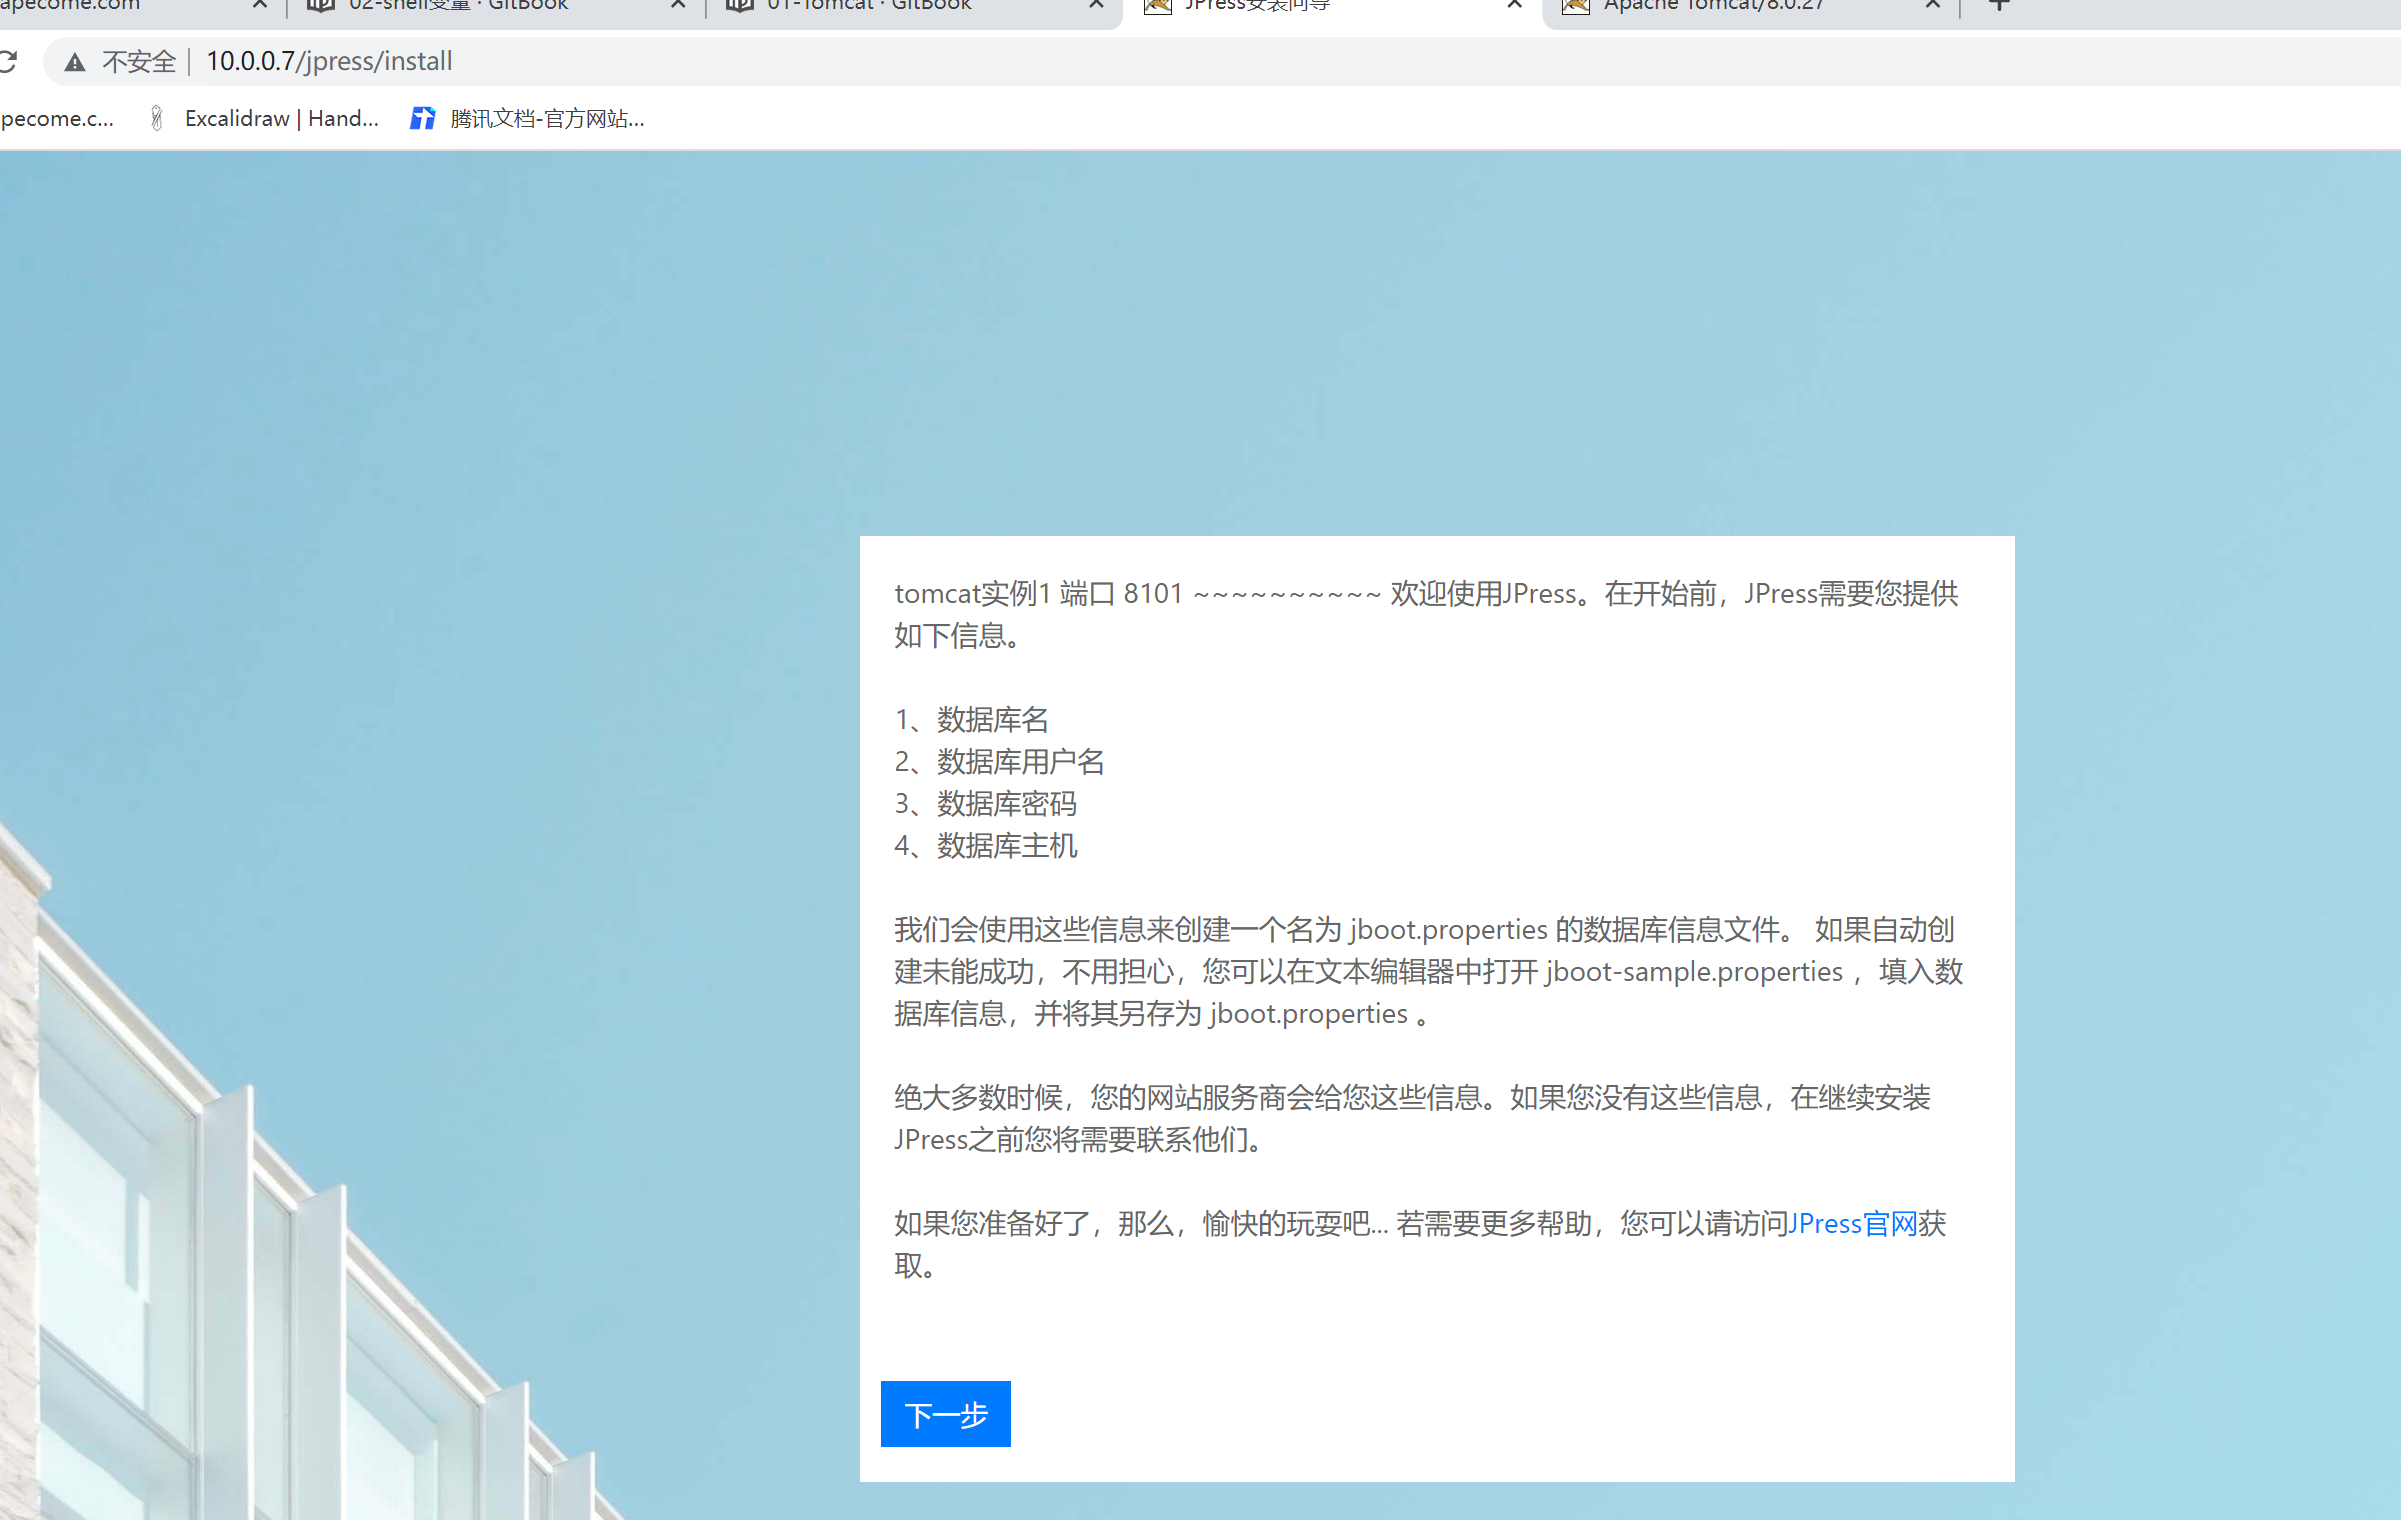 apecome.com
02-shell变量 · GitBook
01-Tomcat · GitBook
JPress安装向导
Apache Tomcat/8.0.27
不安全
10.0.0.7/jpress/install
pecome.c...
Excalidraw | Hand...
腾讯文档-官方网站...
tomcat实例1 端口 8101 ~~~~~~~~~~ 欢迎使用JPress。在开始前，JPress需要您提供
如下信息。
1、数据库名
2、数据库用户名
3、数据库密码
4、数据库主机
我们会使用这些信息来创建一个名为 jboot.properties 的数据库信息文件。 如果自动创
建未能成功，不用担心，您可以在文本编辑器中打开 jboot-sample.properties ，填入数
据库信息，并将其另存为 jboot.properties 。
绝大多数时候，您的网站服务商会给您这些信息。如果您没有这些信息，在继续安装
JPress之前您将需要联系他们。
如果您准备好了，那么，愉快的玩耍吧... 若需要更多帮助，您可以请访问JPress官网获
取。
下一步